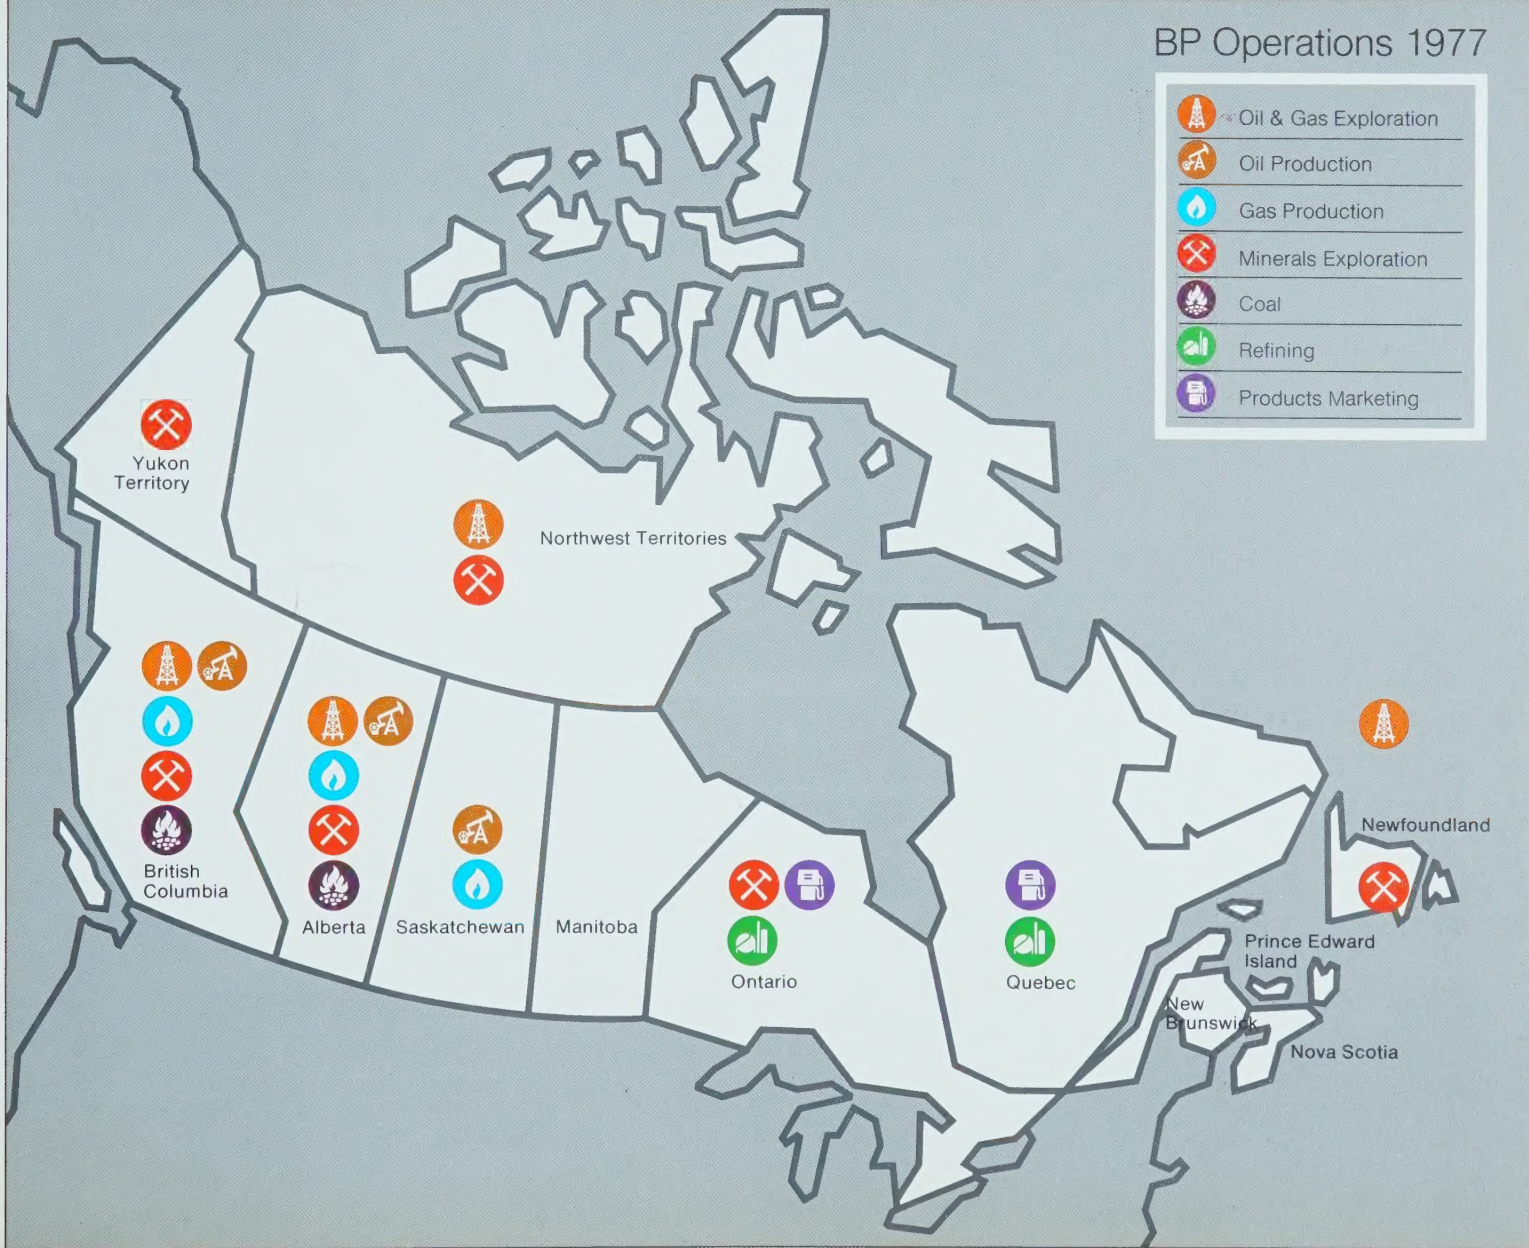 BP Operations 1977
Oil & Gas Exploration
Oil Production
Gas Production
Minerals Exploration
Coal
Refining
Products Marketing
Yukon
Territory
Northwest Territories
British
Columbia
Alberta
Saskatchewan
Manitoba
Ontario
Quebec
Newfoundland
Prince Edward
Island
New
Brunswick
Nova Scotia